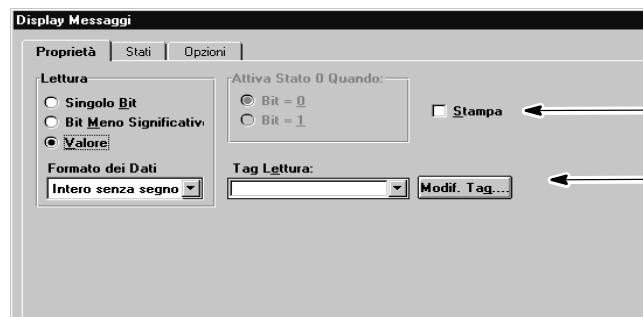 Display Messaggi
Proprietà Stati Opzioni
Lettura
Singolo Bit
Bit Meno Significativ
Valore
Formato dei Dati
Intero senza segno
Attiva Stato 0 Quando:
Bit = 0
Bit = 1
Stampa
Tag Lettura:
Modif. Tag....